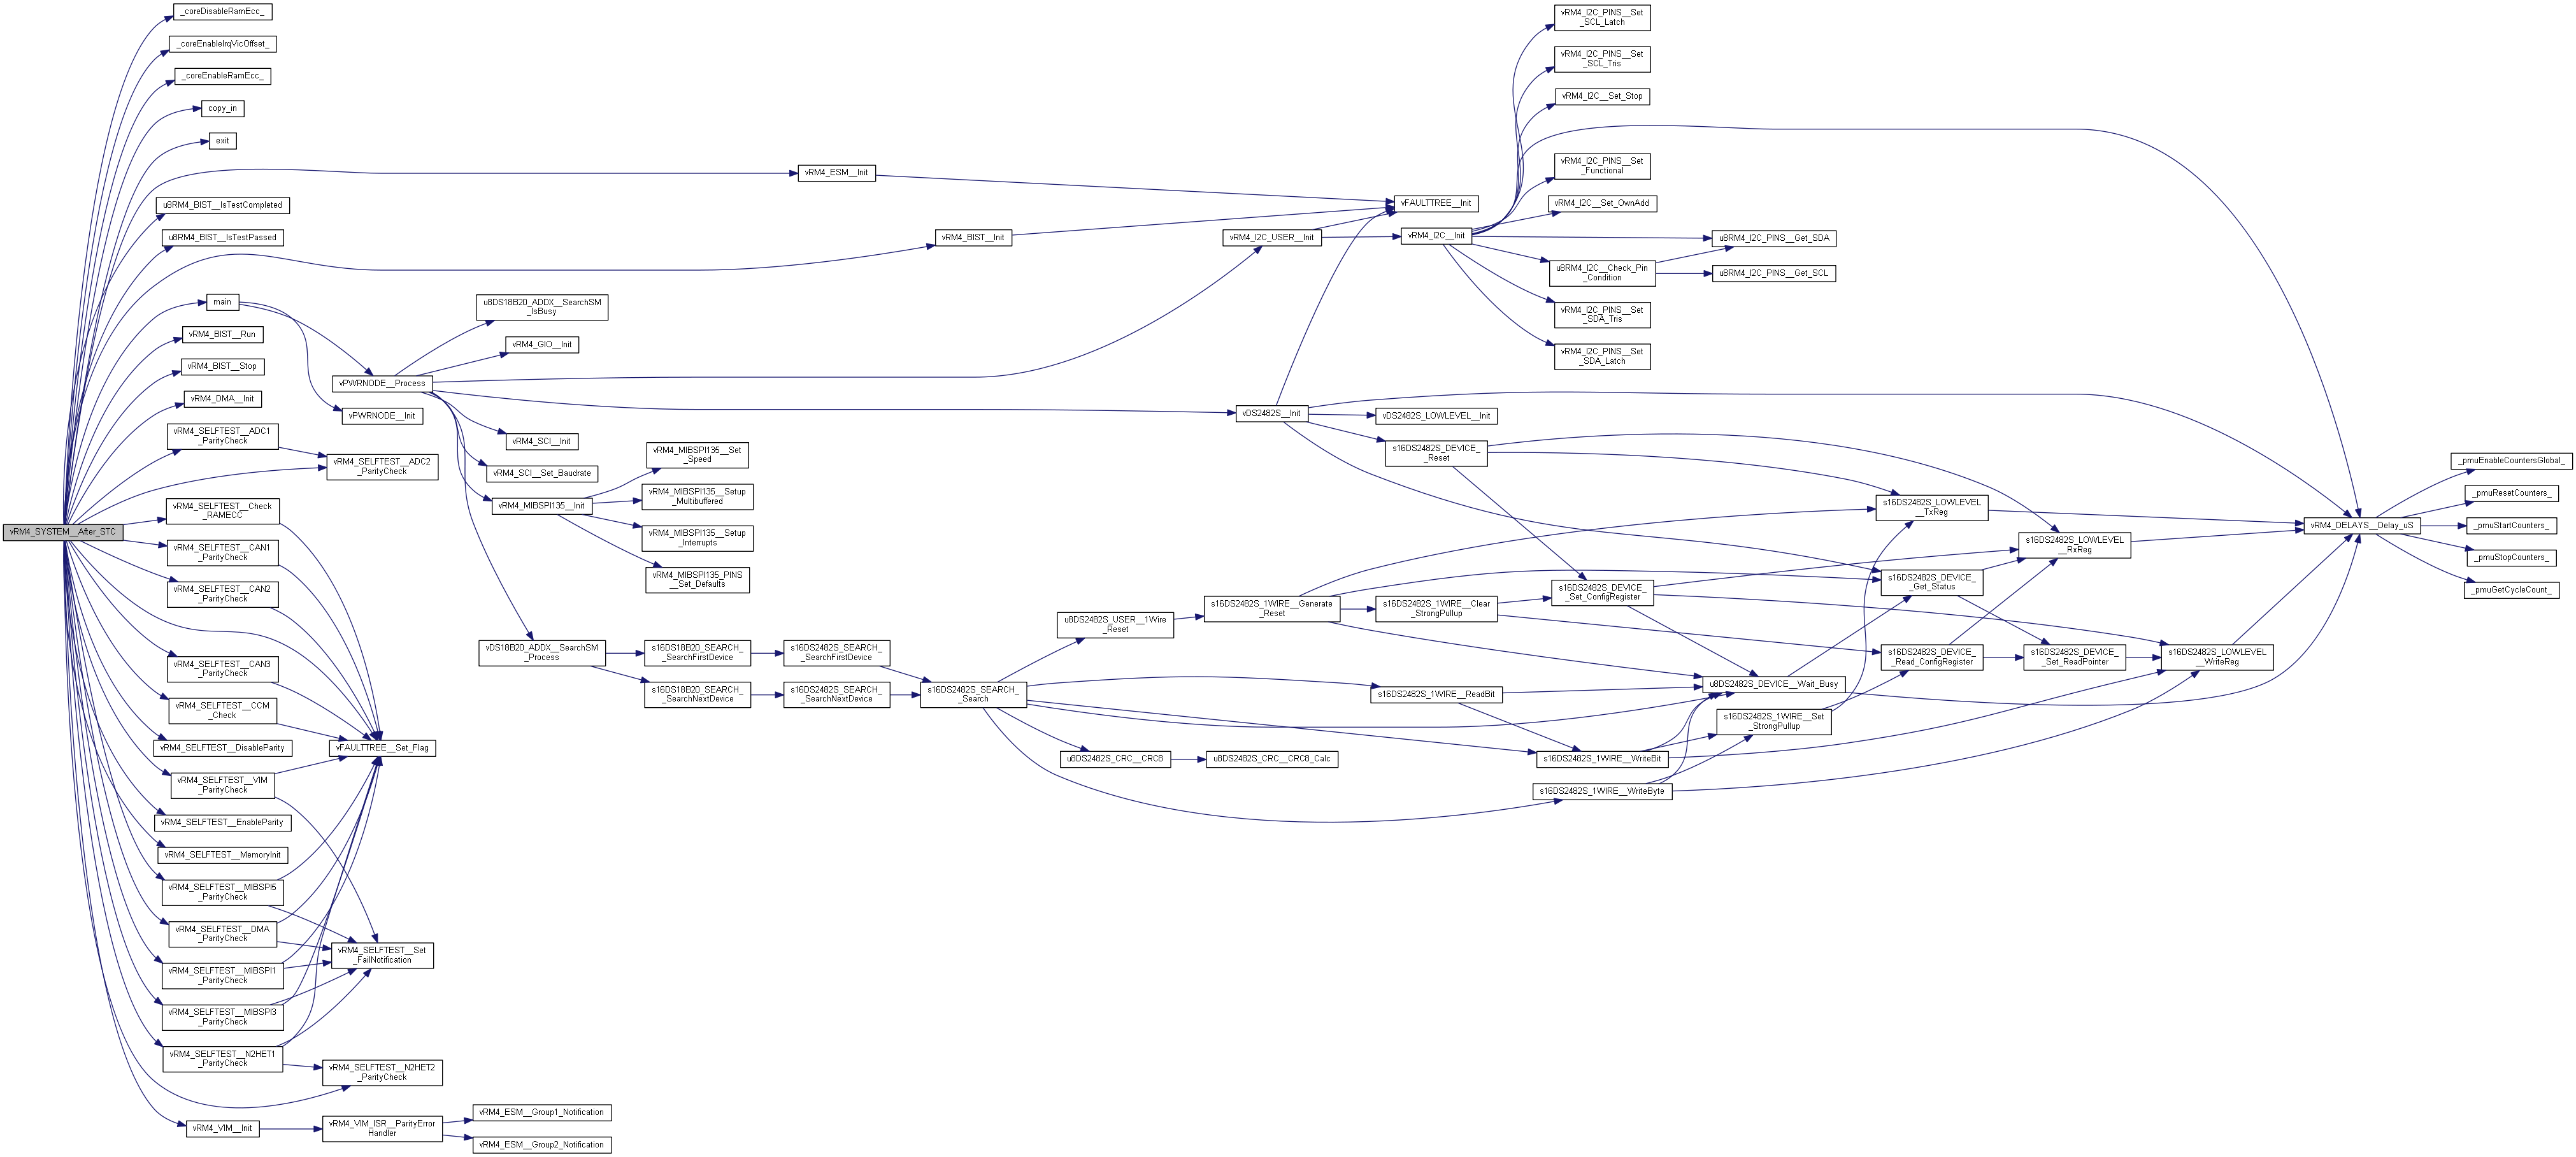 vRM4_SYSTEM__After_STC
_coreDisableRamEcc_
_coreEnableIrqVicOffset_
_coreEnableRamEcc_
copy_in
exit
vRM4_ESM__Init
u8RM4_BIST__IsTestCompleted
u8RM4_BIST__IsTestPassed
vRM4_BIST__Init
main
vRM4_BIST__Run
vRM4_BIST__Stop
vRM4_DMA__Init
vRM4_SELFTEST__ADC1
_ParityCheck
vRM4_SELFTEST__ADC2
_ParityCheck
vRM4_SELFTEST__Check
_RAMECC
vRM4_SELFTEST__CAN1
_ParityCheck
vRM4_SELFTEST__CAN2
_ParityCheck
vRM4_SELFTEST__CAN3
_ParityCheck
vRM4_SELFTEST__CCM
_Check
vRM4_SELFTEST__DisableParity
vRM4_SELFTEST__VIM
_ParityCheck
vRM4_SELFTEST__EnableParity
vRM4_SELFTEST__MemoryInit
vRM4_SELFTEST__MIBSPI5
_ParityCheck
vRM4_SELFTEST__DMA
_ParityCheck
vRM4_SELFTEST__MIBSPI1
_ParityCheck
vRM4_SELFTEST__MIBSPI3
_ParityCheck
vRM4_SELFTEST__N2HET1
_ParityCheck
vRM4_SELFTEST__N2HET2
_ParityCheck
vRM4_VIM__Init
vFAULTTREE__Set_Flag
vRM4_SELFTEST__Set
_FailNotification
vRM4_VIM_ISR__ParityError
Handler
vRM4_ESM__Group1_Notification
vRM4_ESM__Group2_Notification
vPWRNODE__Process
vPWRNODE__Init
u8DS18B20_ADDX__SearchSM
_IsBusy
vRM4_GIO__Init
vRM4_SCI__Init
vRM4_SCI__Set_Baudrate
vRM4_MIBSPI135__Init
vRM4_MIBSPI135__Set
_Speed
vRM4_MIBSPI135__Setup
_Multibuffered
vRM4_MIBSPI135__Setup
_Interrupts
vRM4_MIBSPI135_PINS
__Set_Defaults
vDS18B20_ADDX__SearchSM
_Process
s16DS18B20_SEARCH_
_SearchFirstDevice
s16DS18B20_SEARCH_
_SearchNextDevice
s16DS2482S_SEARCH_
_SearchFirstDevice
s16DS2482S_SEARCH_
_SearchNextDevice
s16DS2482S_SEARCH_
_Search
u8DS2482S_USER__1Wire
_Reset
u8DS2482S_CRC__CRC8
u8DS2482S_CRC__CRC8_Calc
vRM4_I2C_USER__Init
vFAULTTREE__Init
vRM4_I2C__Init
vDS2482S__Init
vDS2482S_LOWLEVEL__Init
s16DS2482S_DEVICE_
_Reset
s16DS2482S_1WIRE__Generate
_Reset
s16DS2482S_1WIRE__Clear
_StrongPullup
s16DS2482S_1WIRE__ReadBit
s16DS2482S_1WIRE__WriteBit
s16DS2482S_1WIRE__WriteByte
vRM4_I2C_PINS__Set
_SCL_Latch
vRM4_I2C_PINS__Set
_SCL_Tris
vRM4_I2C__Set_Stop
vRM4_I2C_PINS__Set
_Functional
vRM4_I2C__Set_OwnAdd
u8RM4_I2C__Check_Pin
_Condition
vRM4_I2C_PINS__Set
_SDA_Tris
vRM4_I2C_PINS__Set
_SDA_Latch
u8RM4_I2C_PINS__Get_SDA
u8RM4_I2C_PINS__Get_SCL
s16DS2482S_DEVICE_
_Set_ConfigRegister
u8DS2482S_DEVICE__Wait_Busy
s16DS2482S_1WIRE__Set
_StrongPullup
s16DS2482S_LOWLEVEL
__TxReg
s16DS2482S_DEVICE_
_Get_Status
s16DS2482S_DEVICE_
_Read_ConfigRegister
s16DS2482S_LOWLEVEL
__RxReg
s16DS2482S_DEVICE_
_Set_ReadPointer
s16DS2482S_LOWLEVEL
__WriteReg
vRM4_DELAYS__Delay_uS
_pmuEnableCountersGlobal_
_pmuResetCounters_
_pmuStartCounters_
_pmuStopCounters_
_pmuGetCycleCount_